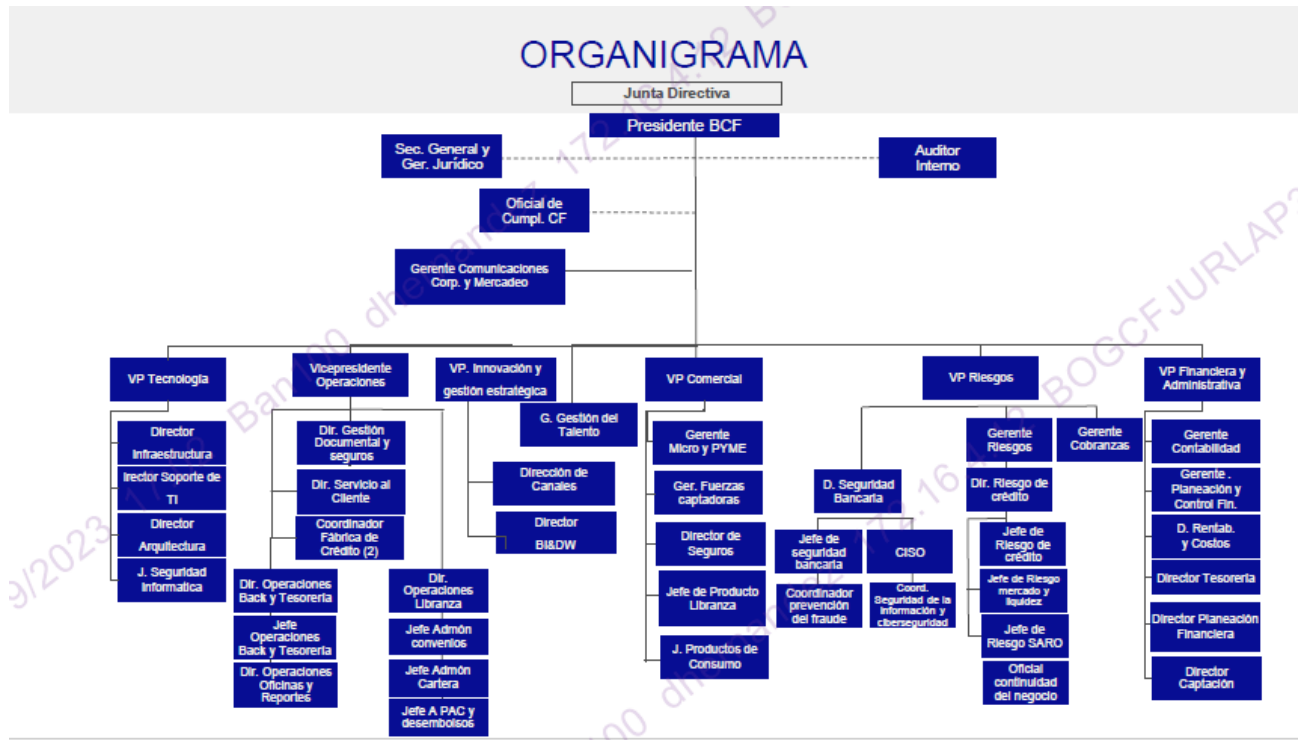 ORGANIGRAMA
Junta Directiva
Presidente BCF
Sec. General y
Ger. Jurídico
Auditor
Interno
Oficial de
Cumpl. CF
Gerente Comunicaciones
Corp. y Mercadeo
VP Tecnología
Director
Infraestructura
irector Soporte de
TI
Director
Arquitectura
J. Seguridad
Informatica
Vicepresidente
Operaciones
Dir. Gestión
Documental y
seguros
Dir. Servicio al
Cliente
Coordinador
Fábrica de
Crédito (2)
Dir. Operaciones
Back y Tesorería
Jefe
Operaciones
Back y Tesorería
Dir. Operaciones
Oficinas y
Reportes
Dir.
Operaciones
Libranza
Jefe Admón
convenios
Jefe Admón
Cartera
Jefe A PAC y
desembolsos
VP. Innovación y
gestión estratégica
Dirección de
Canales
Director
BI&DW
G. Gestión del
Talento
VP Comercial
Gerente
Micro y PYME
Ger. Fuerzas
captadoras
Director de
Seguros
Jefe de Producto
Libranza
J. Productos de
Consumo
VP Riesgos
D. Seguridad
Bancaria
Jefe de
seguridad
bancaria
Coordinador
prevención
del fraude
CISO
Coord.
Seguridad de la
información y
ciberseguridad
Gerente
Riesgos
Dir. Riesgo de
crédito
Jefe de
Riesgo de
crédito
Jefe de Riesgo
mercado y
liquidez
Jefe de
Riesgo SARO
Oficial
continuidad
del negocio
Gerente
Cobranzas
VP Financiera y
Administrativa
Gerente
Contabilidad
Gerente .
Planeación y
Control Fin.
D. Rentab.
y Costos
Director Tesorería
Director Planeación
Financiera
Director
Captación